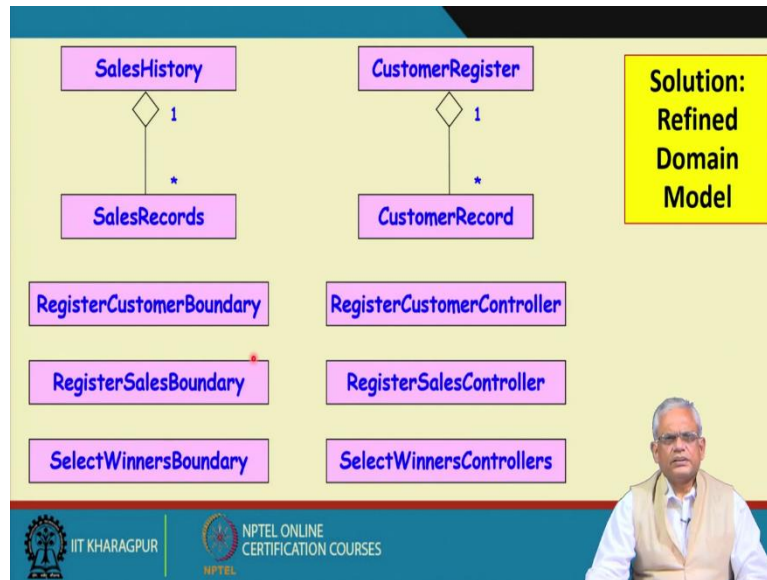 SalesHistory
CustomerRegister
1
1
*
*
SalesRecords
CustomerRecord
RegisterCustomerBoundary
RegisterCustomerController
RegisterSalesBoundary
RegisterSalesController
SelectWinnersBoundary
SelectWinnersControllers
Solution:
Refined
Domain
Model
IIT KHARAGPUR
NPTEL
NPTEL ONLINE
CERTIFICATION COURSES